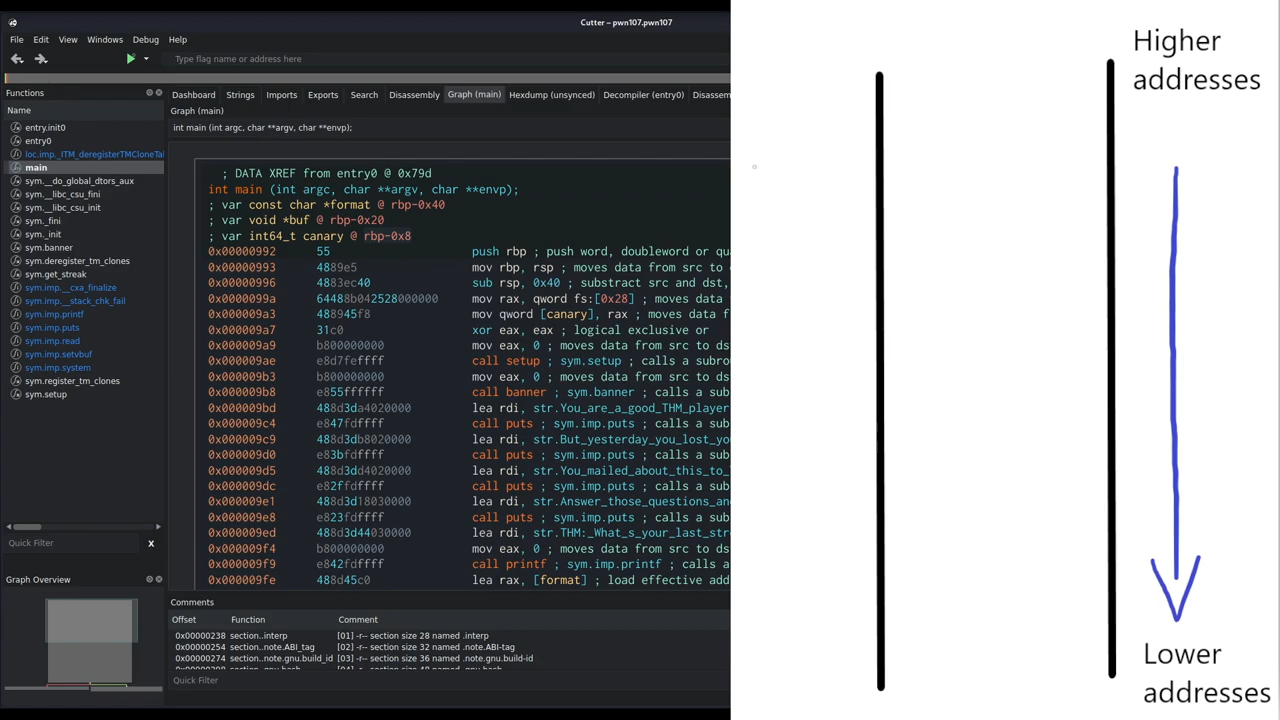 Cutter – pwn107.pwn107
File Edit View Windows Debug Help
Type flag name or address here
Functions
Name
entry.init0
entry0
loc.imp._ITM_deregisterTMCloneTal
main
sym.__do_global_dtors_aux
sym.__libc_csu_fini
sym.__libc_csu_init
sym._fini
sym._init
sym.banner
sym.deregister_tm_clones
sym.get_streak
sym.imp.__cxa_finalize
sym.imp.__stack_chk_fail
sym.imp.printf
sym.imp.puts
sym.imp.read
sym.imp.setvbuf
sym.imp.system
sym.register_tm_clones
sym.setup
Quick Filter X
Graph Overview
Dashboard Strings Imports Exports Search Disassembly Graph (main) Hexdump (unsynced) Decompiler (entry0) Disassem
Graph (main)
int main (int argc, char **argv, char **envp);
; DATA XREF from entry0 @ 0x79d
int main (int argc, char **argv, char **envp);
; var const char *format @ rbp-0x40
; var void *buf @ rbp-0x20
; var int64_t canary @ rbp-0x8
0x00000992 55 push rbp ; push word, doubleword or qua
0x00000993 4889e5 mov rbp, rsp ; moves data from src to d
0x00000996 4883ec40 sub rsp, 0x40 ; substract src and dst,
0x0000099a 64488b042528000000 mov rax, qword fs:[0x28] ; moves data
0x000009a3 488945f8 mov qword [canary], rax ; moves data f
0x000009a7 31c0 xor eax, eax ; logical exclusive or
0x000009a9 b800000000 mov eax, 0 ; moves data from src to ds
0x000009ae e8d7feffff call setup ; sym.setup ; calls a subrou
0x000009b3 b800000000 mov eax, 0 ; moves data from src to ds
0x000009b8 e855ffffff call banner ; sym.banner ; calls a subr
0x000009bd 488d3da4020000 lea rdi, str.You_are_a_good_THM_player
0x000009c4 e847fdffff call puts ; sym.imp.puts ; calls a sub
0x000009c9 488d3db8020000 lea rdi, str.But_yesterday_you_lost_yo
0x000009d0 e83bfdffff call puts ; sym.imp.puts ; calls a sub
0x000009d5 488d3dd4020000 lea rdi, str.You_mailed_about_this_to_
0x000009dc e82ffdffff call puts ; sym.imp.puts ; calls a sub
0x000009e1 488d3d18030000 lea rdi, str.Answer_those_questions_an
0x000009e8 e823fdffff call puts ; sym.imp.puts ; calls a sub
0x000009ed 488d3d44030000 lea rdi, str.THM:_What_s_your_last_str
0x000009f4 b800000000 mov eax, 0 ; moves data from src to ds
0x000009f9 e842fdffff call printf ; sym.imp.printf ; calls a
0x000009fe 488d45c0 lea rax, [format] ; load effective add
Comments
Offset Function Comment
0x00000238 section..interp [01] -r-- section size 28 named .interp
0x00000254 section.note.ABI_tag [02] -r-- section size 32 named .note.ABI-tag
0x00000274 section.note.gnu.build_id [03] -r-- section size 36 named .note.gnu.build-id
Quick Filter
Higher
addresses
Lower
addresses